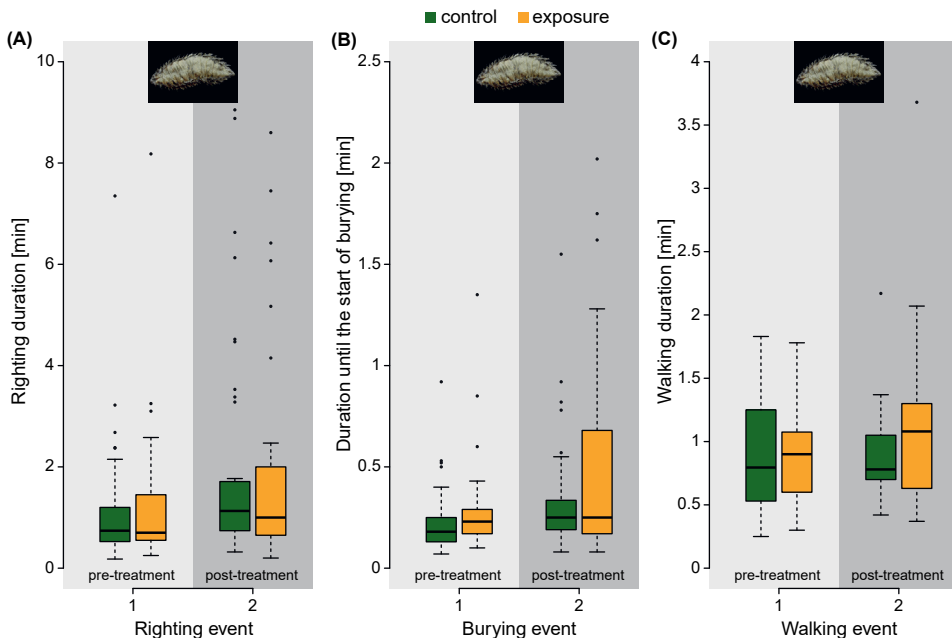 control exposure
(A) (B) (C)
Righting duration [min]
10
8
6
4
2
0
pre-treatment post-treatment
1 2
Righting event
Duration until the start of burying [min]
2.5
2
1.5
1
0.5
0
pre-treatment post-treatment
1 2
Burying event
Walking duration [min]
4
3.5
3
2.5
2
1.5
1
0.5
0
pre-treatment post-treatment
1 2
Walking event